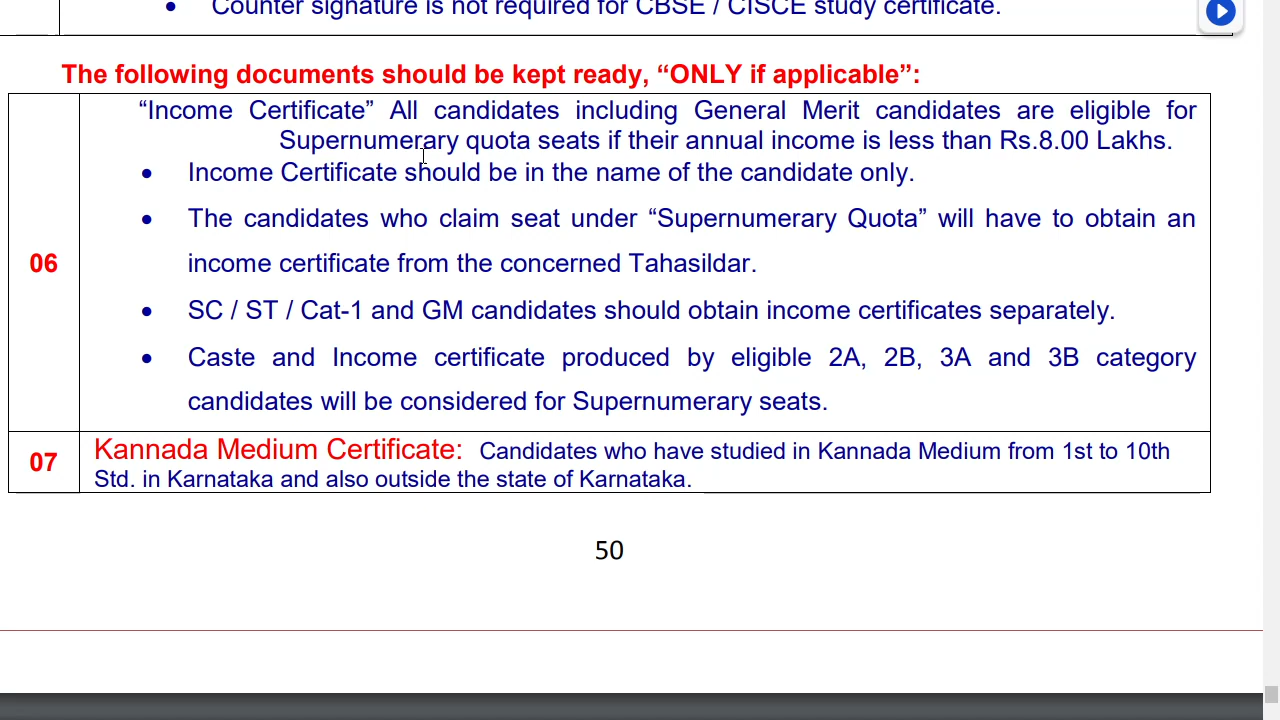 • Counter signature is not required for CBSE / CISCE study certificate.
The following documents should be kept ready, “ONLY if applicable”:
06
“Income Certificate” All candidates including General Merit candidates are eligible for
Supernumerary quota seats if their annual income is less than Rs.8.00 Lakhs.
• Income Certificate should be in the name of the candidate only.
• The candidates who claim seat under “Supernumerary Quota” will have to obtain an
income certificate from the concerned Tahasildar.
• SC / ST / Cat-1 and GM candidates should obtain income certificates separately.
• Caste and Income certificate produced by eligible 2A, 2B, 3A and 3B category
candidates will be considered for Supernumerary seats.
07
Kannada Medium Certificate: Candidates who have studied in Kannada Medium from 1st to 10th
Std. in Karnataka and also outside the state of Karnataka.
50